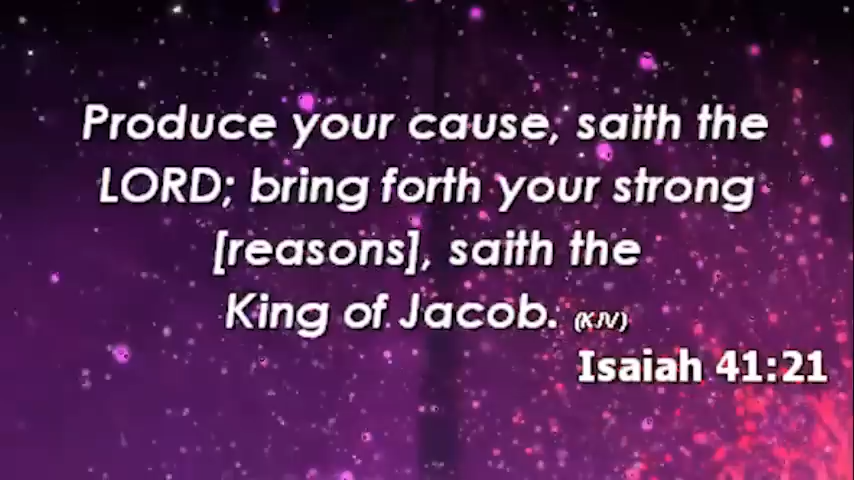 Produce your cause, saith the
LORD; bring forth your strong
[reasons], saith the
King of Jacob. (KJV)
Isaiah 41:21